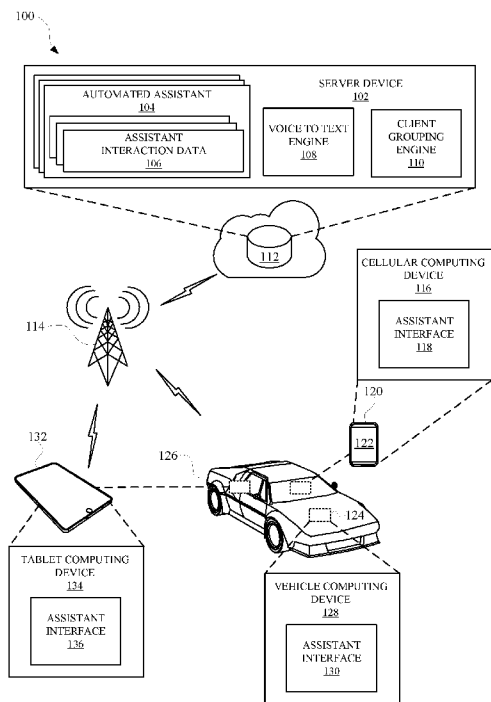 100
SERVER DEVICE
102
AUTOMATED ASSISTANT
104
ASSISTANT
INTERACTION DATA
106
VOICE TO TEXT
ENGINE
108
CLIENT
GROUPING
ENGINE
110
112
114
CELLULAR COMPUTING
DEVICE
116
ASSISTANT
INTERFACE
118
120
122
132
126
124
TABLET COMPUTING
DEVICE
134
ASSISTANT
INTERFACE
136
VEHICLE COMPUTING
DEVICE
128
ASSISTANT
INTERFACE
130